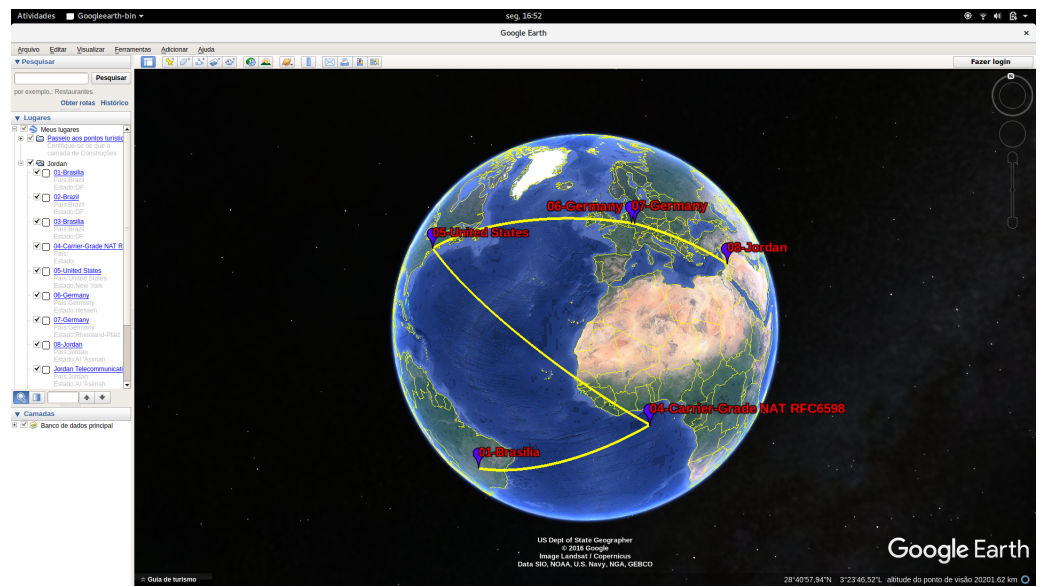 Atividades Googleearth-bin seg, 16:52
Google Earth
Arquivo Editar Visualizar Ferramentas Adicionar Ajuda
Pesquisar
Fazer login
Pesquisar
por exemplo,: Restaurantes
Obter rotas Histórico
Lugares
Meus lugares
Passeio aos pontos turístic
Certifique-se de que a
camada de Construções
Jordan
01-Brasilia
País:Brazil
Estado:DF
02-Brazil
País:Brazil
Estado:DF
03-Brasilia
País:Brazil
Estado:DF
04-Carrier-Grade NAT R
País:
Estado:
05-United States
País:United States
Estado:New York
06-Germany
País:Germany
Estado:Hessen
07-Germany
País:Germany
Estado:Rheinland-Pfalz
08-Jordan
País:Jordan
Estado:Al 'Asimah
Jordan Telecommunicati
País:Jordan
Estado:Al 'Asimah
Camadas
Banco de dados principal
06-Germany 07-Germany
05-United States
08-Jordan
04-Carrier-Grade NAT RFC6598
01-Brasilia
US Dept of State Geographer
© 2016 Google
Image Landsat / Copernicus
Data SIO, NOAA, U.S. Navy, NGA, GEBCO
Google Earth
Guia de turismo
28°40'57,94"N 3°23'46,52"L altitude do ponto de visão 20201.62 km